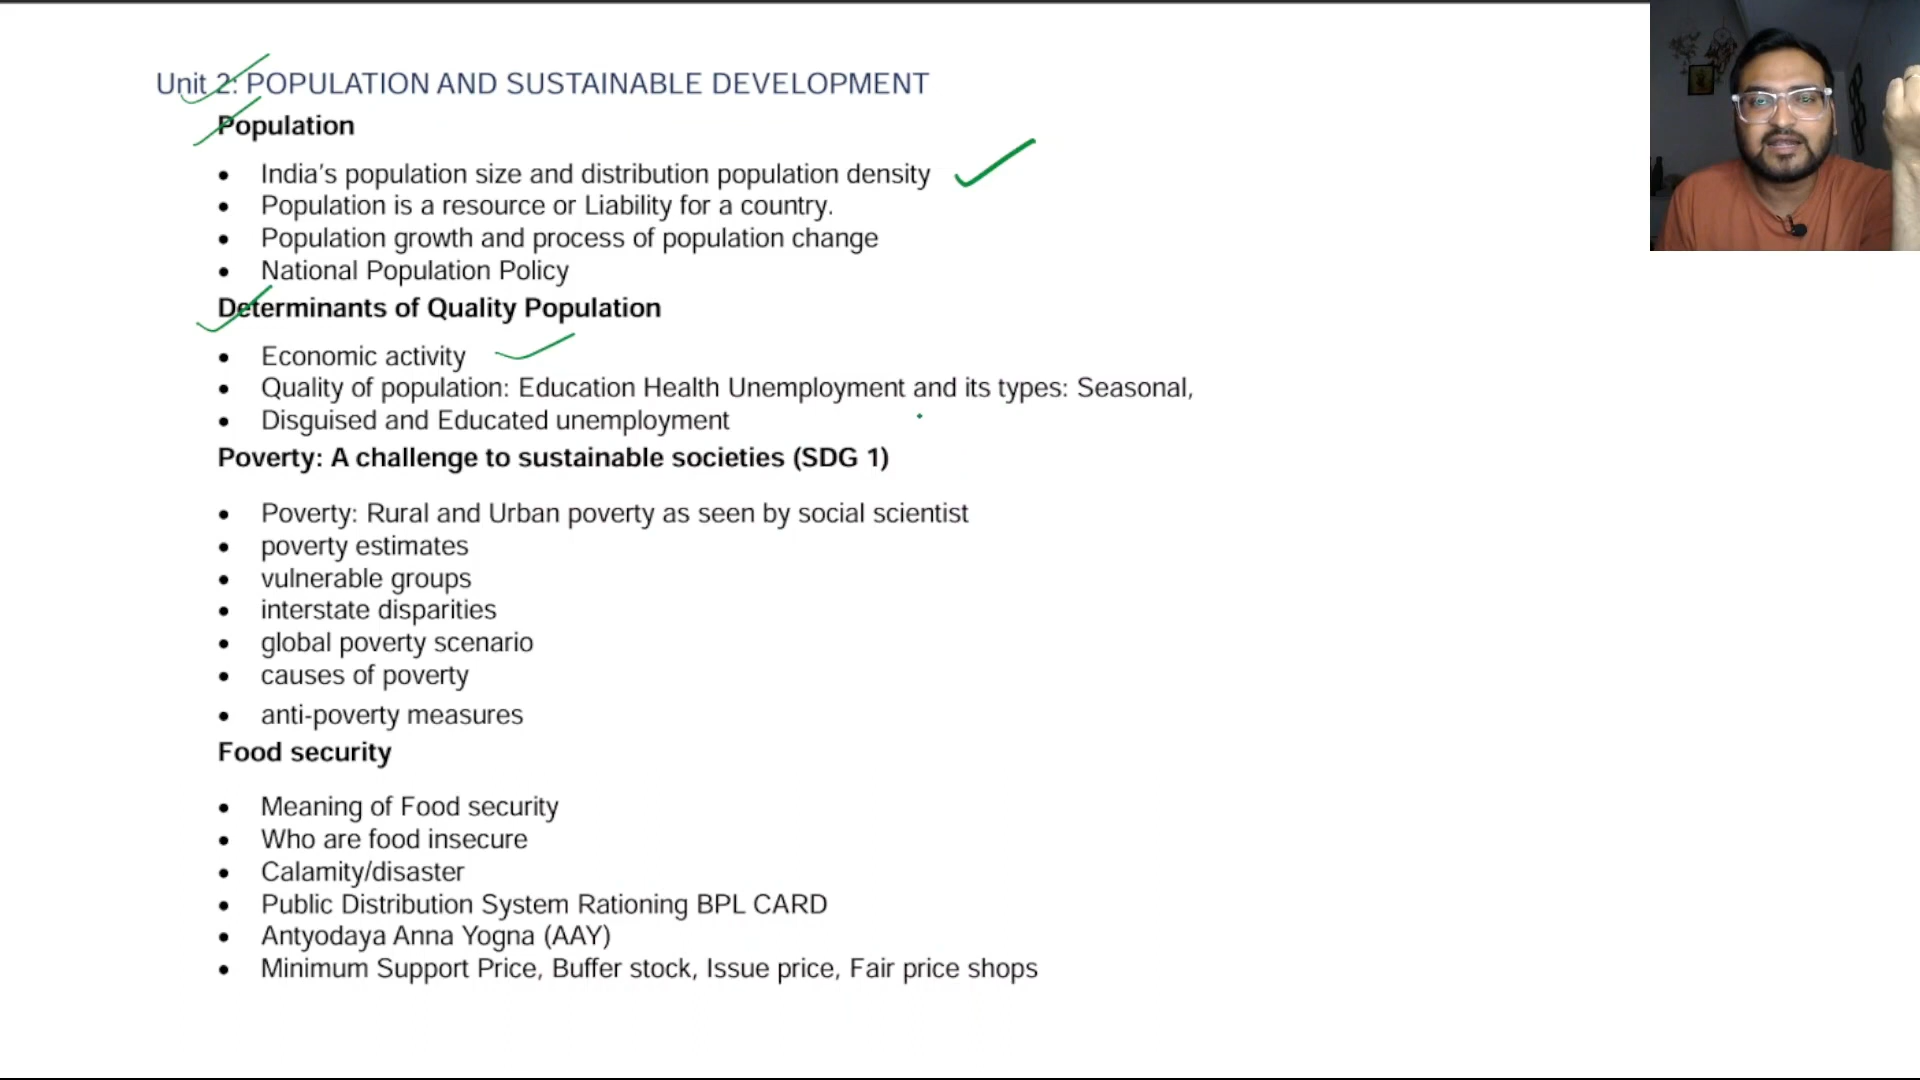 Unit 2: POPULATION AND SUSTAINABLE DEVELOPMENT
Population
• India's population size and distribution population density
• Population is a resource or Liability for a country.
• Population growth and process of population change
• National Population Policy
Determinants of Quality Population
• Economic activity
• Quality of population: Education Health Unemployment and its types: Seasonal,
• Disguised and Educated unemployment
Poverty: A challenge to sustainable societies (SDG 1)
• Poverty: Rural and Urban poverty as seen by social scientist
• poverty estimates
• vulnerable groups
• interstate disparities
• global poverty scenario
• causes of poverty
• anti-poverty measures
Food security
• Meaning of Food security
• Who are food insecure
• Calamity/disaster
• Public Distribution System Rationing BPL CARD
• Antyodaya Anna Yogna (AAY)
• Minimum Support Price, Buffer stock, Issue price, Fair price shops